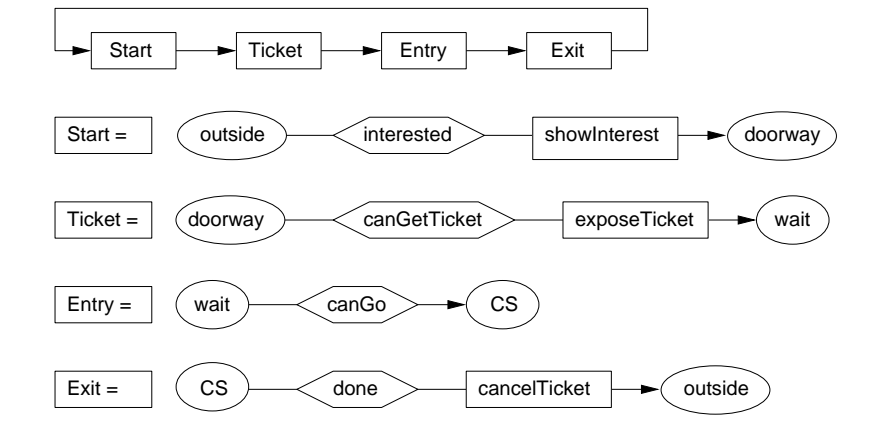 Start Ticket Entry Exit
Start = outside interested showInterest doorway
Ticket = doorway canGetTicket exposeTicket wait
Entry = wait canGo CS
Exit = CS done cancelTicket outside